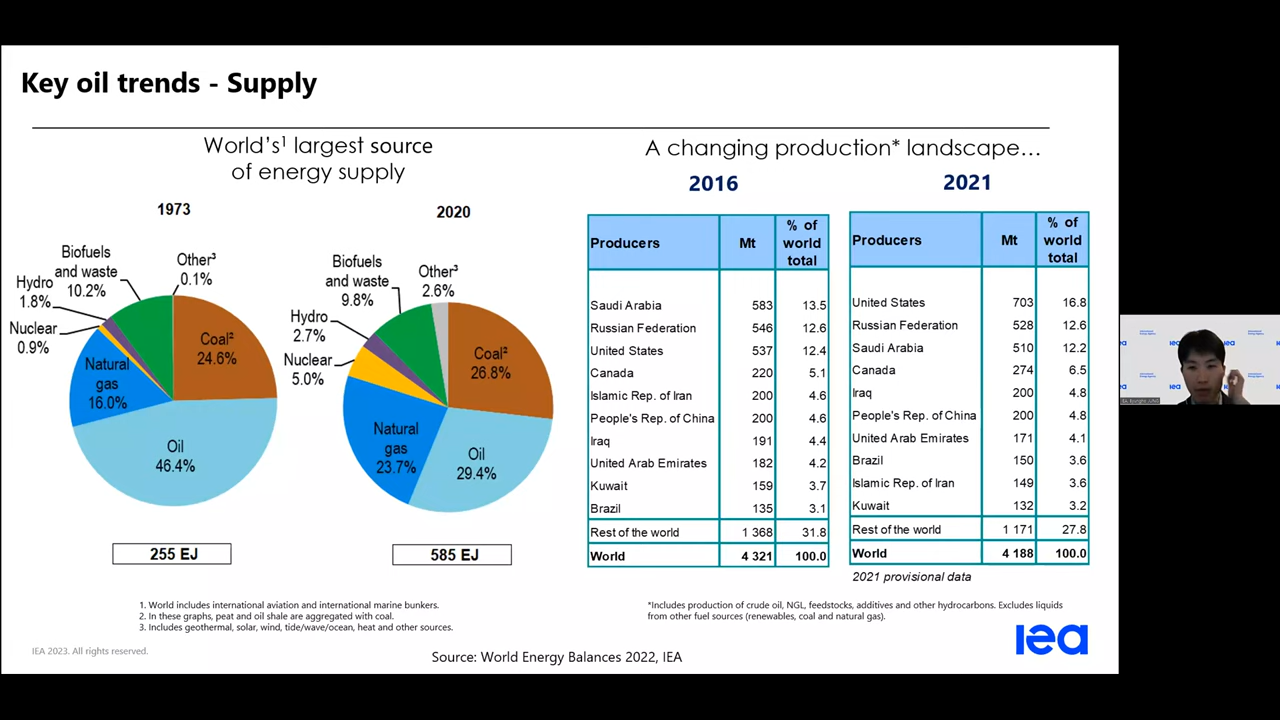 Key oil trends - Supply
World's¹ largest source
of energy supply
1973
Other³
0.1%
Biofuels
and waste
10.2%
Hydro
1.8%
Nuclear
0.9%
Natural
gas
16.0%
Coal²
24.6%
Oil
46.4%
255 EJ
2020
Other³
2.6%
Biofuels
and waste
9.8%
Hydro
2.7%
Nuclear
5.0%
Natural
gas
23.7%
Coal²
26.8%
Oil
29.4%
585 EJ
1. World includes international aviation and international marine bunkers.
2. In these graphs, peat and oil shale are aggregated with coal.
3. Includes geothermal, solar, wind, tide/wave/ocean, heat and other sources.
A changing production* landscape...
2016
Producers Mt % of world total
Saudi Arabia 583 13.5
Russian Federation 546 12.6
United States 537 12.4
Canada 220 5.1
Islamic Rep. of Iran 200 4.6
People's Rep. of China 200 4.6
Iraq 191 4.4
United Arab Emirates 182 4.2
Kuwait 159 3.7
Brazil 135 3.1
Rest of the world 1 368 31.8
World 4 321 100.0
2021
Producers Mt % of world total
United States 703 16.8
Russian Federation 528 12.6
Saudi Arabia 510 12.2
Canada 274 6.5
Iraq 200 4.8
People's Rep. of China 200 4.8
United Arab Emirates 171 4.1
Brazil 150 3.6
Islamic Rep. of Iran 149 3.6
Kuwait 132 3.2
Rest of the world 1 171 27.8
World 4 188 100.0
2021 provisional data
*Includes production of crude oil, NGL, feedstocks, additives and other hydrocarbons. Excludes liquids
from other fuel sources (renewables, coal and natural gas).
iea
IEA 2023. All rights reserved.
Source: World Energy Balances 2022, IEA